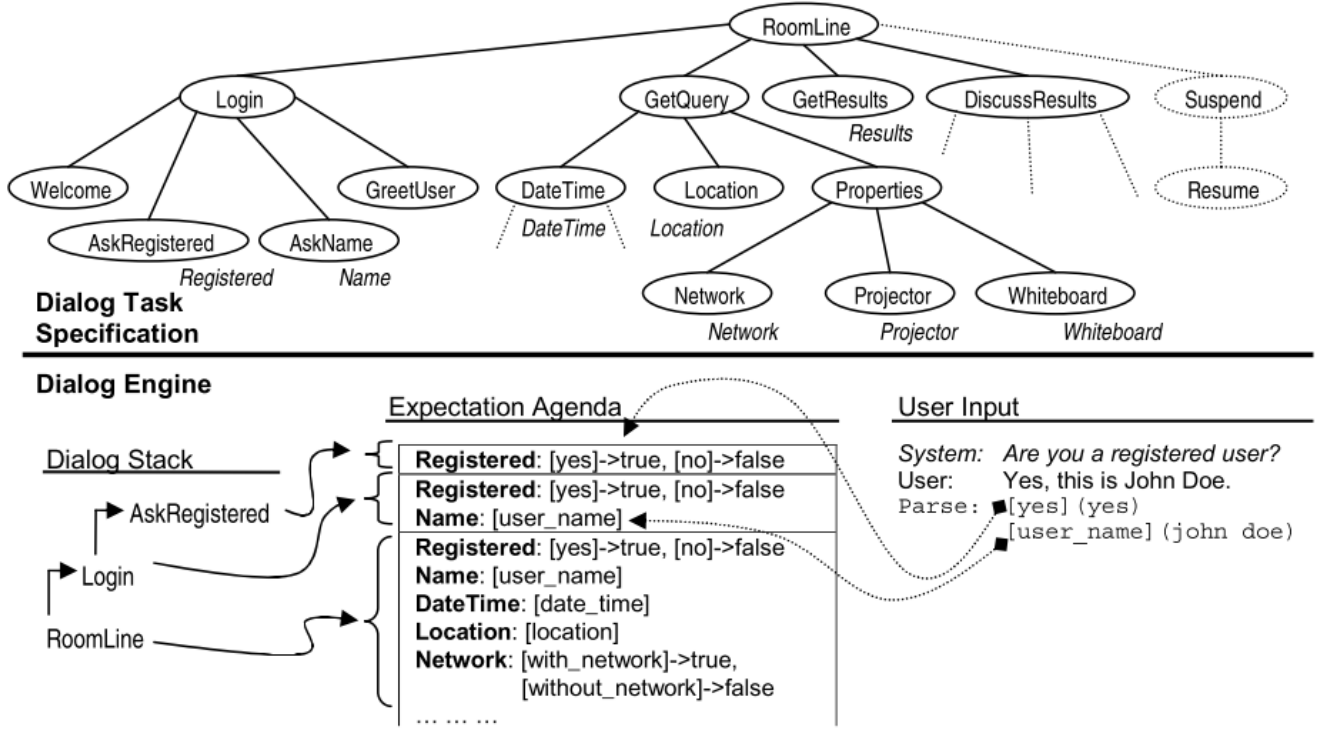 RoomLine
Login
GetQuery
GetResults
DiscussResults
Suspend
Results
Welcome
GreetUser
DateTime
Location
Properties
Resume
AskRegistered
AskName
DateTime
Location
Registered
Name
Network
Projector
Whiteboard
Network
Projector
Whiteboard
Dialog Task
Specification
Dialog Engine
Dialog Stack
AskRegistered
Login
RoomLine
Expectation Agenda
Registered: [yes]->true, [no]->false
Registered: [yes]->true, [no]->false
Name: [user_name]
Registered: [yes]->true, [no]->false
Name: [user_name]
DateTime: [date_time]
Location: [location]
Network: [with_network]->true,
[without_network]->false
... ... ...
User Input
System: Are you a registered user?
User: Yes, this is John Doe.
Parse: [yes](yes)
[user_name](john doe)